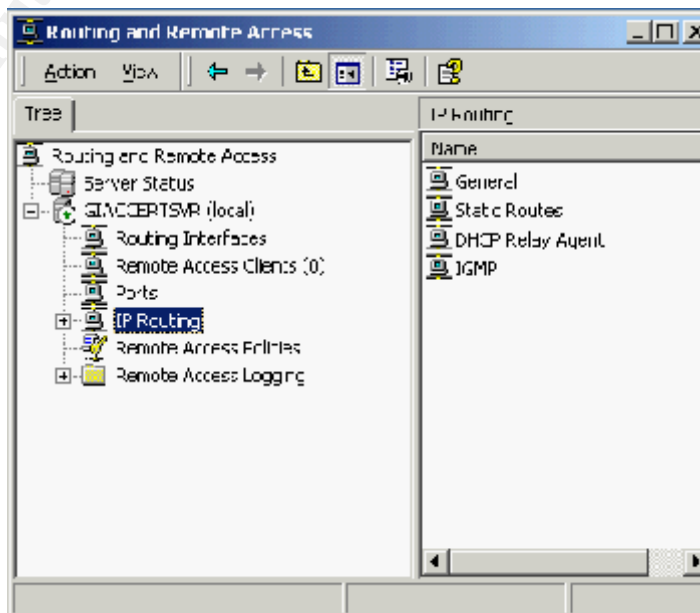 Routing and Remote Access
Action View
Tree
IP Routing
Name
Routing and Remote Access
Server Status
GIACCERTSVR (local)
Routing Interfaces
Remote Access Clients (0)
Ports
IP Routing
Remote Access Policies
Remote Access Logging
General
Static Routes
DHCP Relay Agent
IGMP